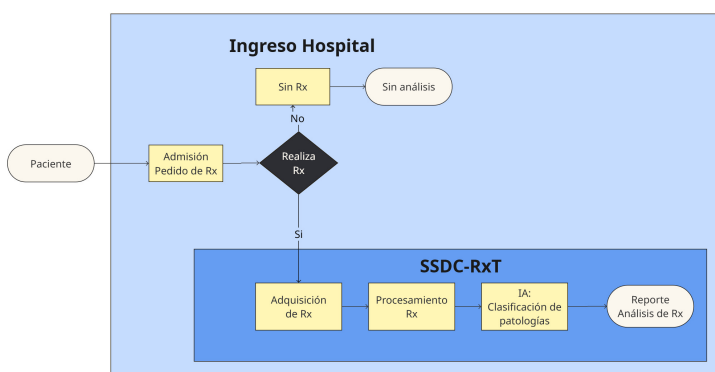 Ingreso Hospital
Sin Rx
Sin análisis
No
Paciente
Admisión
Pedido de Rx
Realiza
Rx
Si
SSDC-RxT
Adquisición
de Rx
Procesamiento
Rx
IA:
Clasificación de
patologías
Reporte
Análisis de Rx